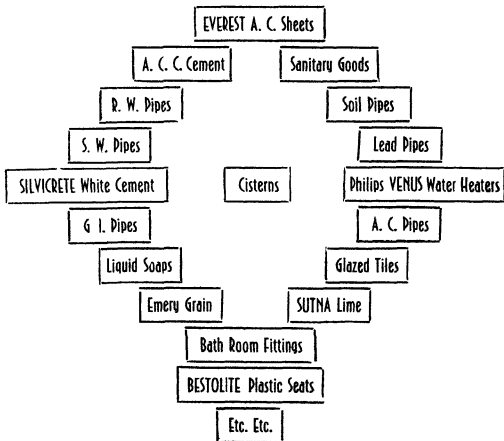 EVEREST A. C. Sheets
A. C. C. Cement
Sanitary Goods
R. W. Pipes
Soil Pipes
S. W. Pipes
Lead Pipes
SILVICRETE White Cement
Cisterns
Philips VENUS Water Heaters
G I. Pipes
A. C. Pipes
Liquid Soaps
Glazed Tiles
Emery Grain
SUTNA Lime
Bath Room Fittings
BESTOLITE Plastic Seats
Etc. Etc.